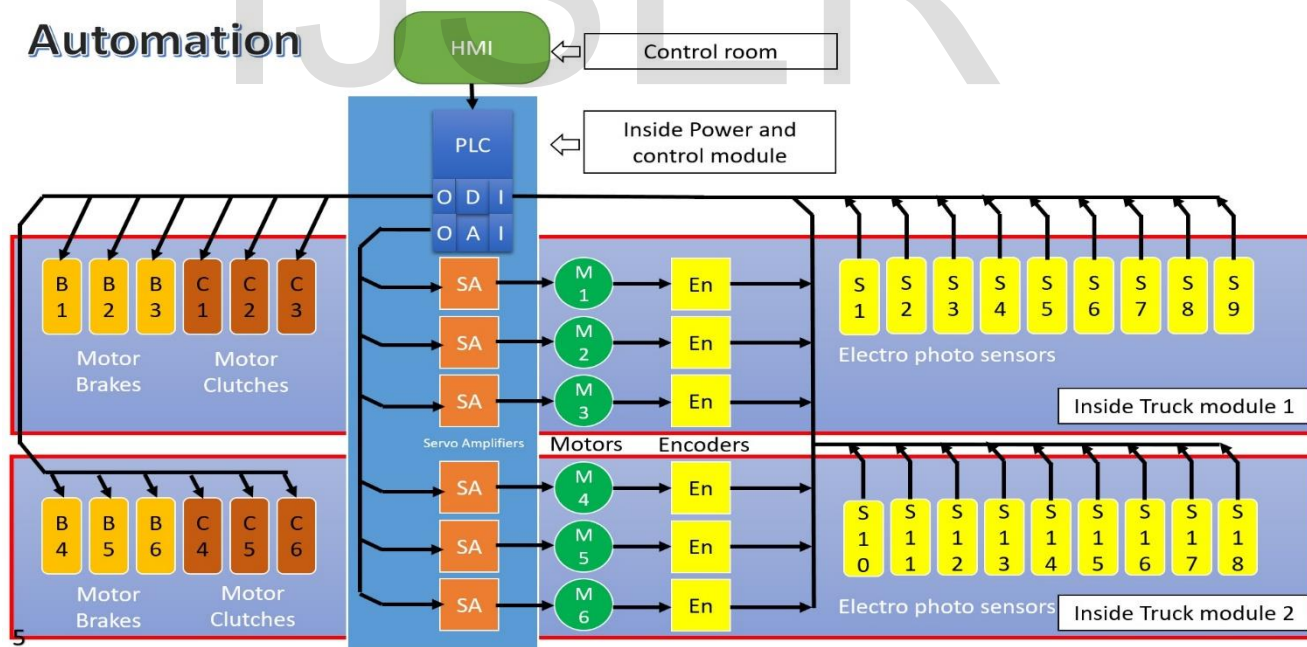 IJSER
Automation
HMI
Control room
PLC
Inside Power and
control module
O D I
O A I
B
1
B
2
B
3
C
1
C
2
C
3
Motor
Brakes
Motor
Clutches
SA
M
1
En
SA
M
2
En
SA
M
3
En
S
1
S
2
S
3
S
4
S
5
S
6
S
7
S
8
S
9
Electro photo sensors
Inside Truck module 1
Servo Amplifiers
Motors
Encoders
B
4
B
5
B
6
C
4
C
5
C
6
Motor
Brakes
Motor
Clutches
SA
M
4
En
SA
M
5
En
SA
M
6
En
S
1
0
S
1
1
S
1
2
S
1
3
S
1
4
S
1
5
S
1
6
S
1
7
S
1
8
Electro photo sensors
Inside Truck module 2
5